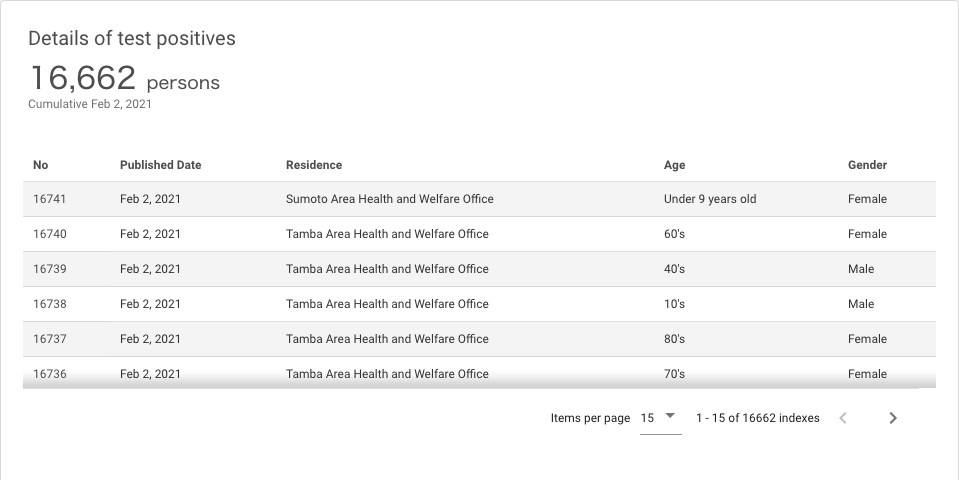 Details of test positives
16,662 persons
Cumulative Feb 2, 2021
No Published Date Residence Age Gender
16741 Feb 2, 2021 Sumoto Area Health and Welfare Office Under 9 years old Female
16740 Feb 2, 2021 Tamba Area Health and Welfare Office 60's Female
16739 Feb 2, 2021 Tamba Area Health and Welfare Office 40's Male
16738 Feb 2, 2021 Tamba Area Health and Welfare Office 10's Male
16737 Feb 2, 2021 Tamba Area Health and Welfare Office 80's Female
16736 Feb 2, 2021 Tamba Area Health and Welfare Office 70's Female
Items per page 15 1 - 15 of 16662 indexes